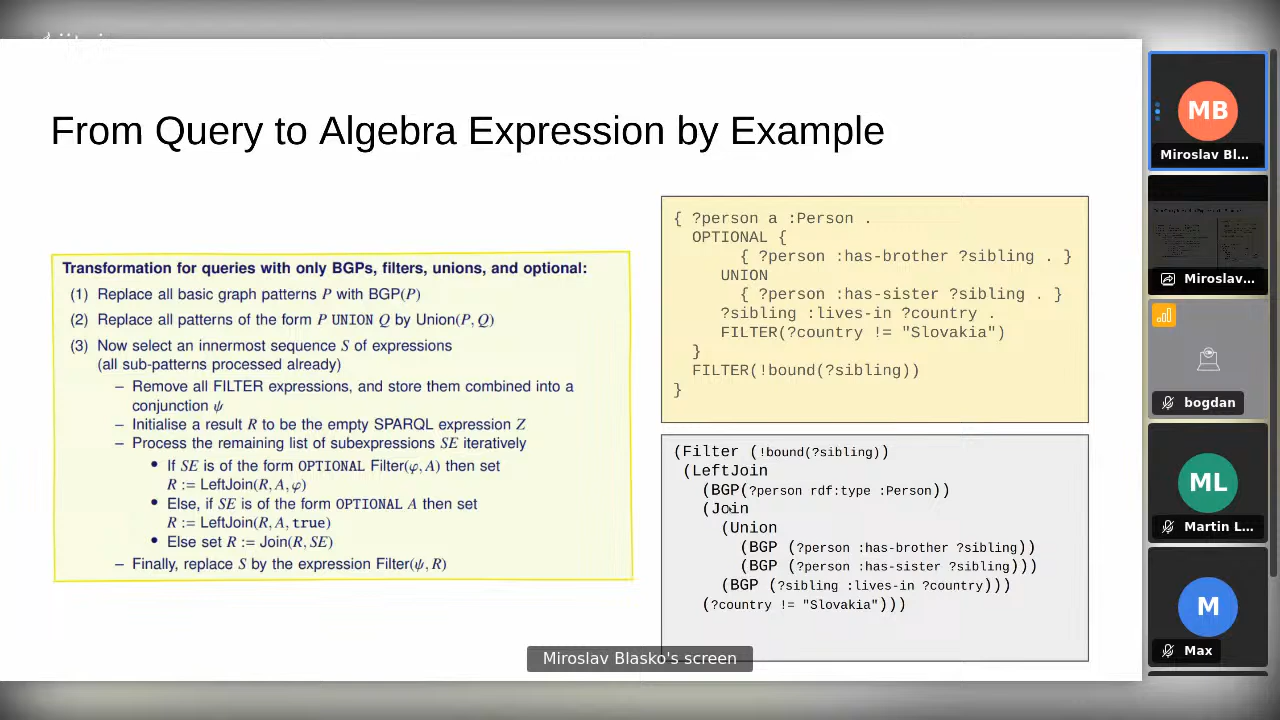 From Query to Algebra Expression by Example
Transformation for queries with only BGPs, filters, unions, and optional:
(1) Replace all basic graph patterns P with BGP(P)
(2) Replace all patterns of the form P UNION Q by Union(P, Q)
(3) Now select an innermost sequence S of expressions
(all sub-patterns processed already)
– Remove all FILTER expressions, and store them combined into a
conjunction ψ
– Initialise a result R to be the empty SPARQL expression Z
– Process the remaining list of subexpressions SE iteratively
• If SE is of the form OPTIONAL Filter(φ, A) then set
R := LeftJoin(R, A, φ)
• Else, if SE is of the form OPTIONAL A then set
R := LeftJoin(R, A, true)
• Else set R := Join(R, SE)
– Finally, replace S by the expression Filter(ψ, R)
{ ?person a :Person .
OPTIONAL {
{ ?person :has-brother ?sibling . }
UNION
{ ?person :has-sister ?sibling . }
?sibling :lives-in ?country .
FILTER(?country != "Slovakia")
}
FILTER(!bound(?sibling))
}
(Filter (!bound(?sibling))
(LeftJoin
(BGP(?person rdf:type :Person))
(Join
(Union
(BGP (?person :has-brother ?sibling))
(BGP (?person :has-sister ?sibling)))
(BGP (?sibling :lives-in ?country)))
(?country != "Slovakia")))
Miroslav Blasko's screen
MB
Miroslav Bl...
Miroslav...
bogdan
ML
Martin L...
M
Max